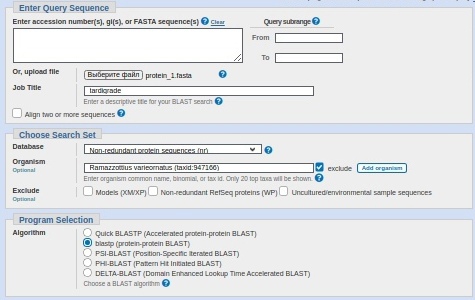 Enter Query Sequence
Enter accession number(s), gi(s), or FASTA sequence(s) ? Clear
Query subrange ?
From
To
Or, upload file Выберите файл protein_1.fasta ?
Job Title tardigrade
Enter a descriptive title for your BLAST search ?
Align two or more sequences ?
Choose Search Set
Database Non-redundant protein sequences (nr) ?
Organism
Optional
Ramazzottius varieornatus (taxid:947166) exclude Add organism
Enter organism common name, binomial, or tax id. Only 20 top taxa will be shown. ?
Exclude
Optional
Models (XM/XP) Non-redundant RefSeq proteins (WP) Uncultured/environmental sample sequences
Program Selection
Algorithm
Quick BLASTP (Accelerated protein-protein BLAST)
blastp (protein-protein BLAST)
PSI-BLAST (Position-Specific Iterated BLAST)
PHI-BLAST (Pattern Hit Initiated BLAST)
DELTA-BLAST (Domain Enhanced Lookup Time Accelerated BLAST)
Choose a BLAST algorithm ?